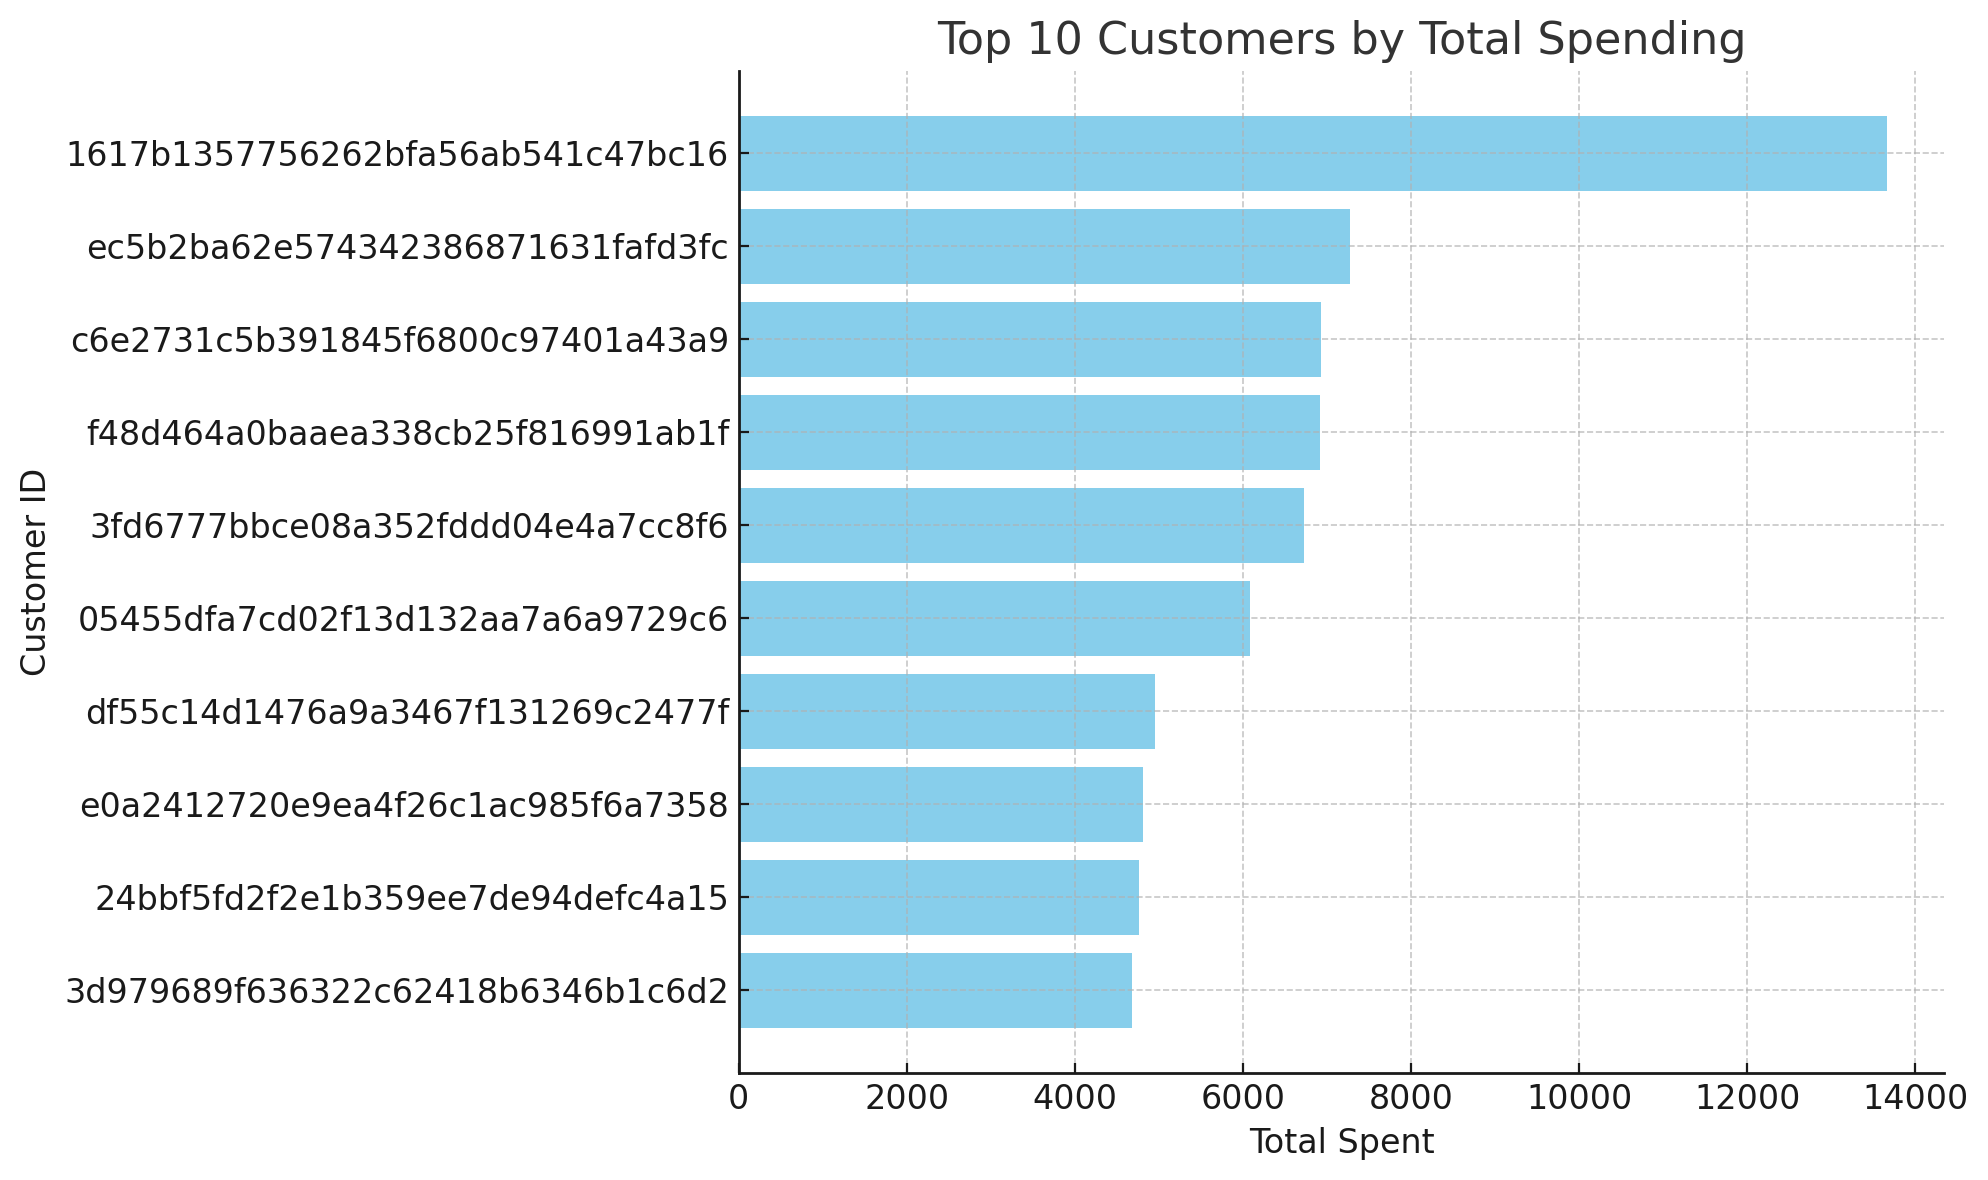 Top 10 Customers by Total Spending
Customer ID
1617b1357756262bfa56ab541c47bc16
ec5b2ba62e574342386871631fafd3fc
c6e2731c5b391845f6800c97401a43a9
f48d464a0baaea338cb25f816991ab1f
3fd6777bbce08a352fddd04e4a7cc8f6
05455dfa7cd02f13d132aa7a6a9729c6
df55c14d1476a9a3467f131269c2477f
e0a2412720e9ea4f26c1ac985f6a7358
24bbf5fd2f2e1b359ee7de94defc4a15
3d979689f636322c62418b6346b1c6d2
0 2000 4000 6000 8000 10000 12000 14000
Total Spent